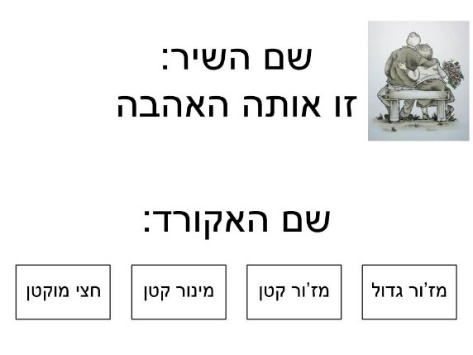 שם השיר:
זו אותה האהבה
שם האקורד:
מז'ור גדול
מז'ור קטן
מינור קטן
חצי מוקטן